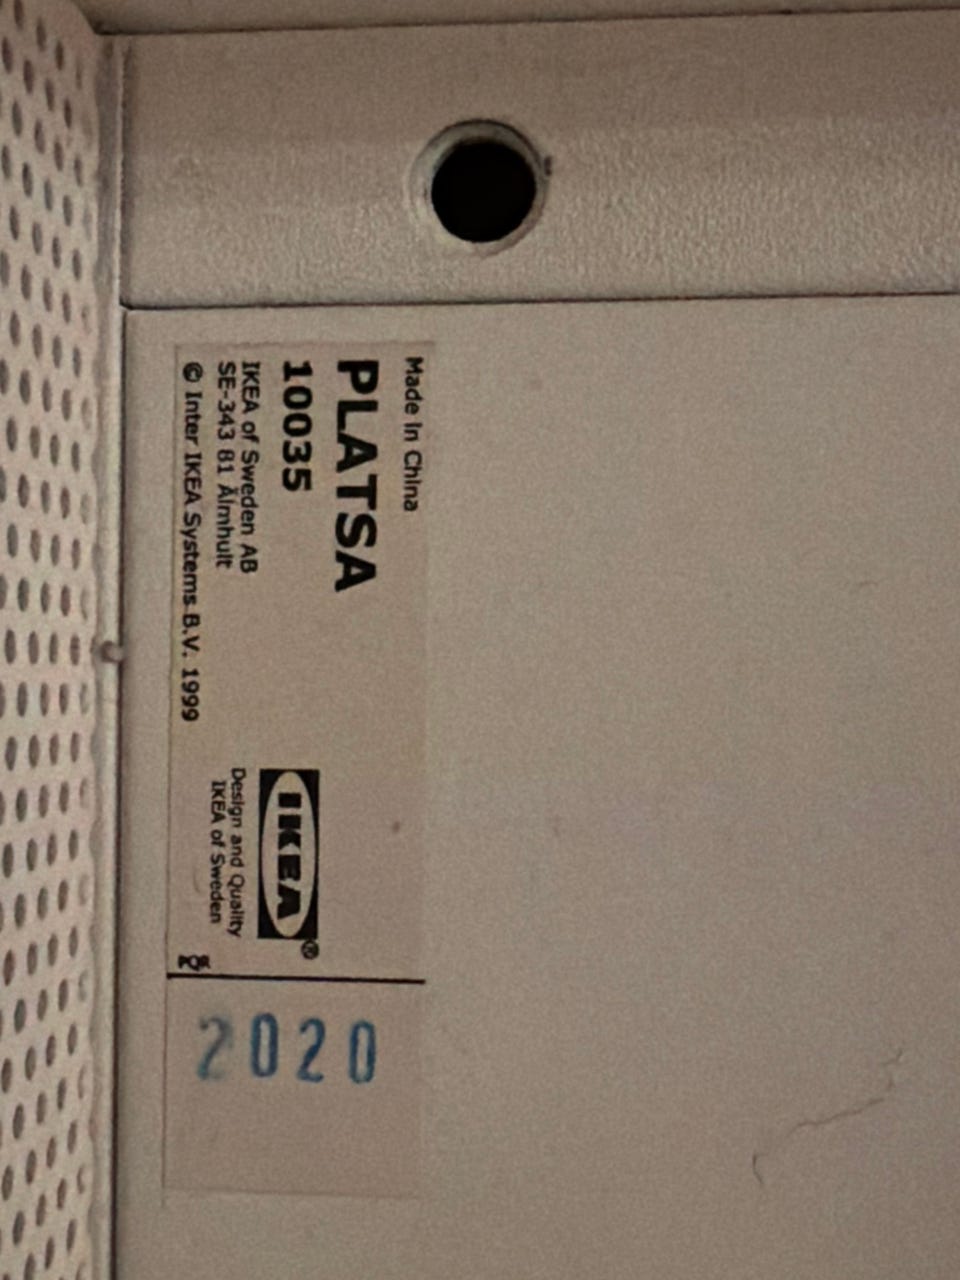 Made in China
PLATSA
10035
IKEA of Sweden AB
SE-343 81 Älmhult
© Inter IKEA Systems B.V. 1999
IKEA®
Design and Quality
IKEA of Sweden
2020